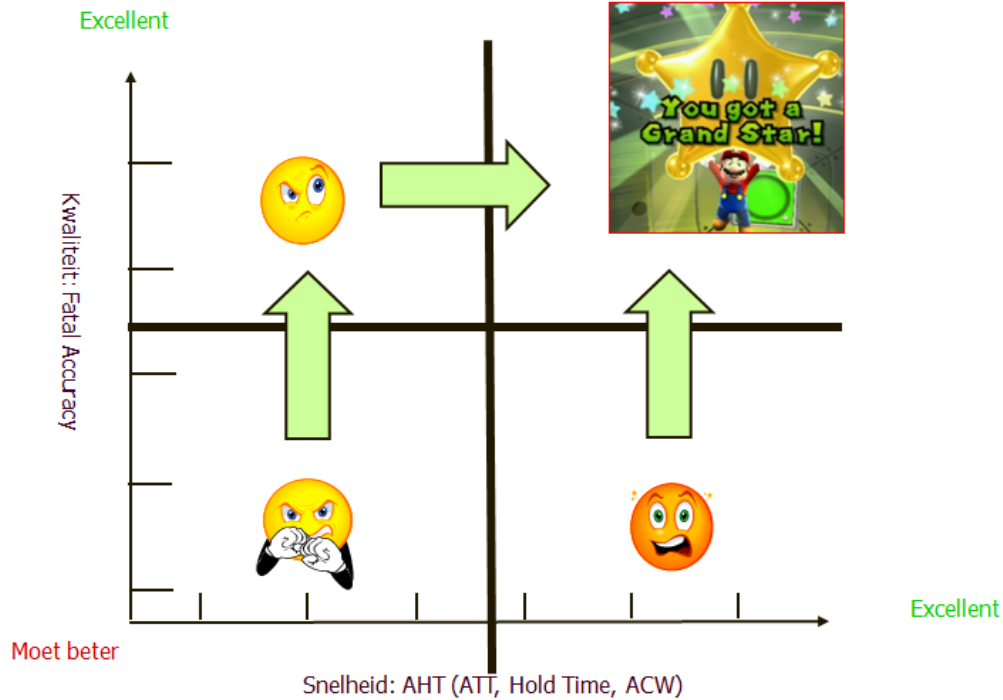 Excellent
You got a
Grand Star!
Kwaliteit: Fatal Accuracy
Excellent
Moet beter
Snelheid: AHT (ATT, Hold Time, ACW)